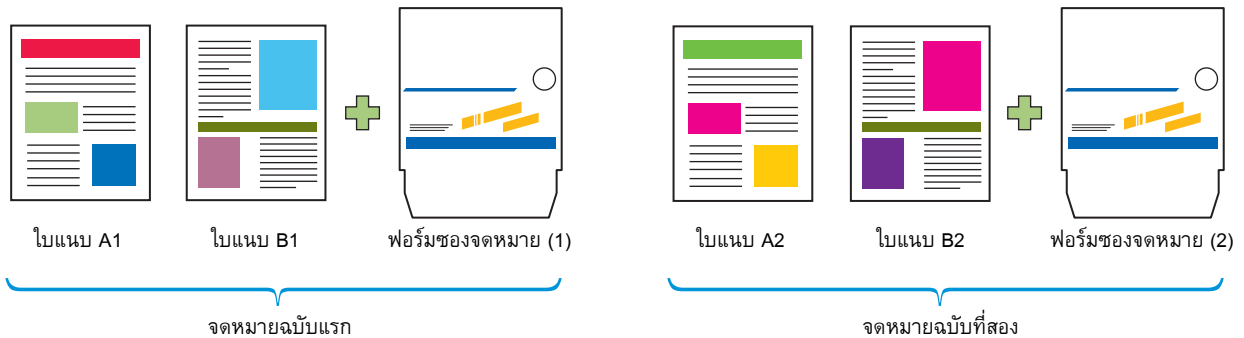 ใบแนบ A1
ใบแนบ B1
ฟอร์มซองจดหมาย (1)
จดหมายฉบับแรก
ใบแนบ A2
ใบแนบ B2
ฟอร์มซองจดหมาย (2)
จดหมายฉบับที่สอง